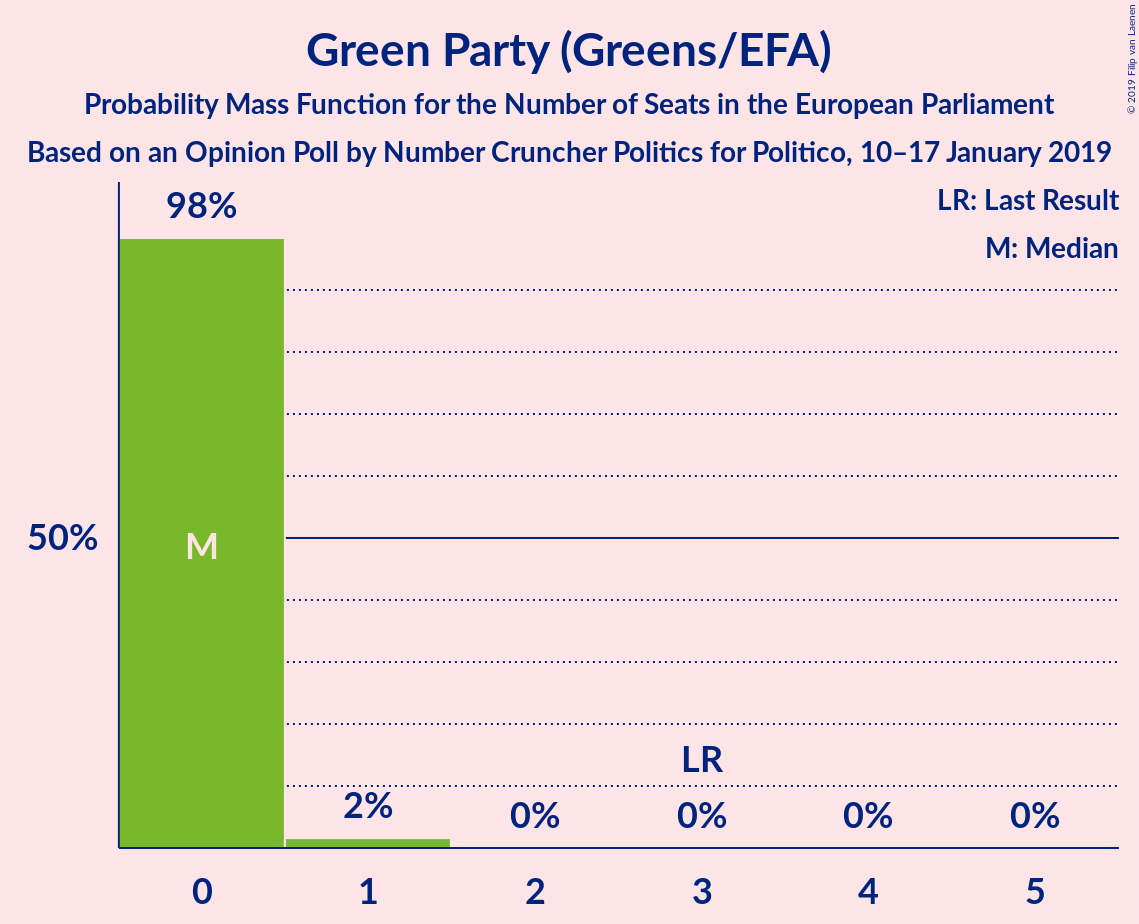 Green Party (Greens/EFA)
Probability Mass Function for the Number of Seats in the European Parliament
Based on an Opinion Poll by Number Cruncher Politics for Politico, 10–17 January 2019
© 2019 Filip van Laenen
LR: Last Result
M: Median
98%
50%
M
LR
2%
0%
0%
0%
0%
0
1
2
3
4
5